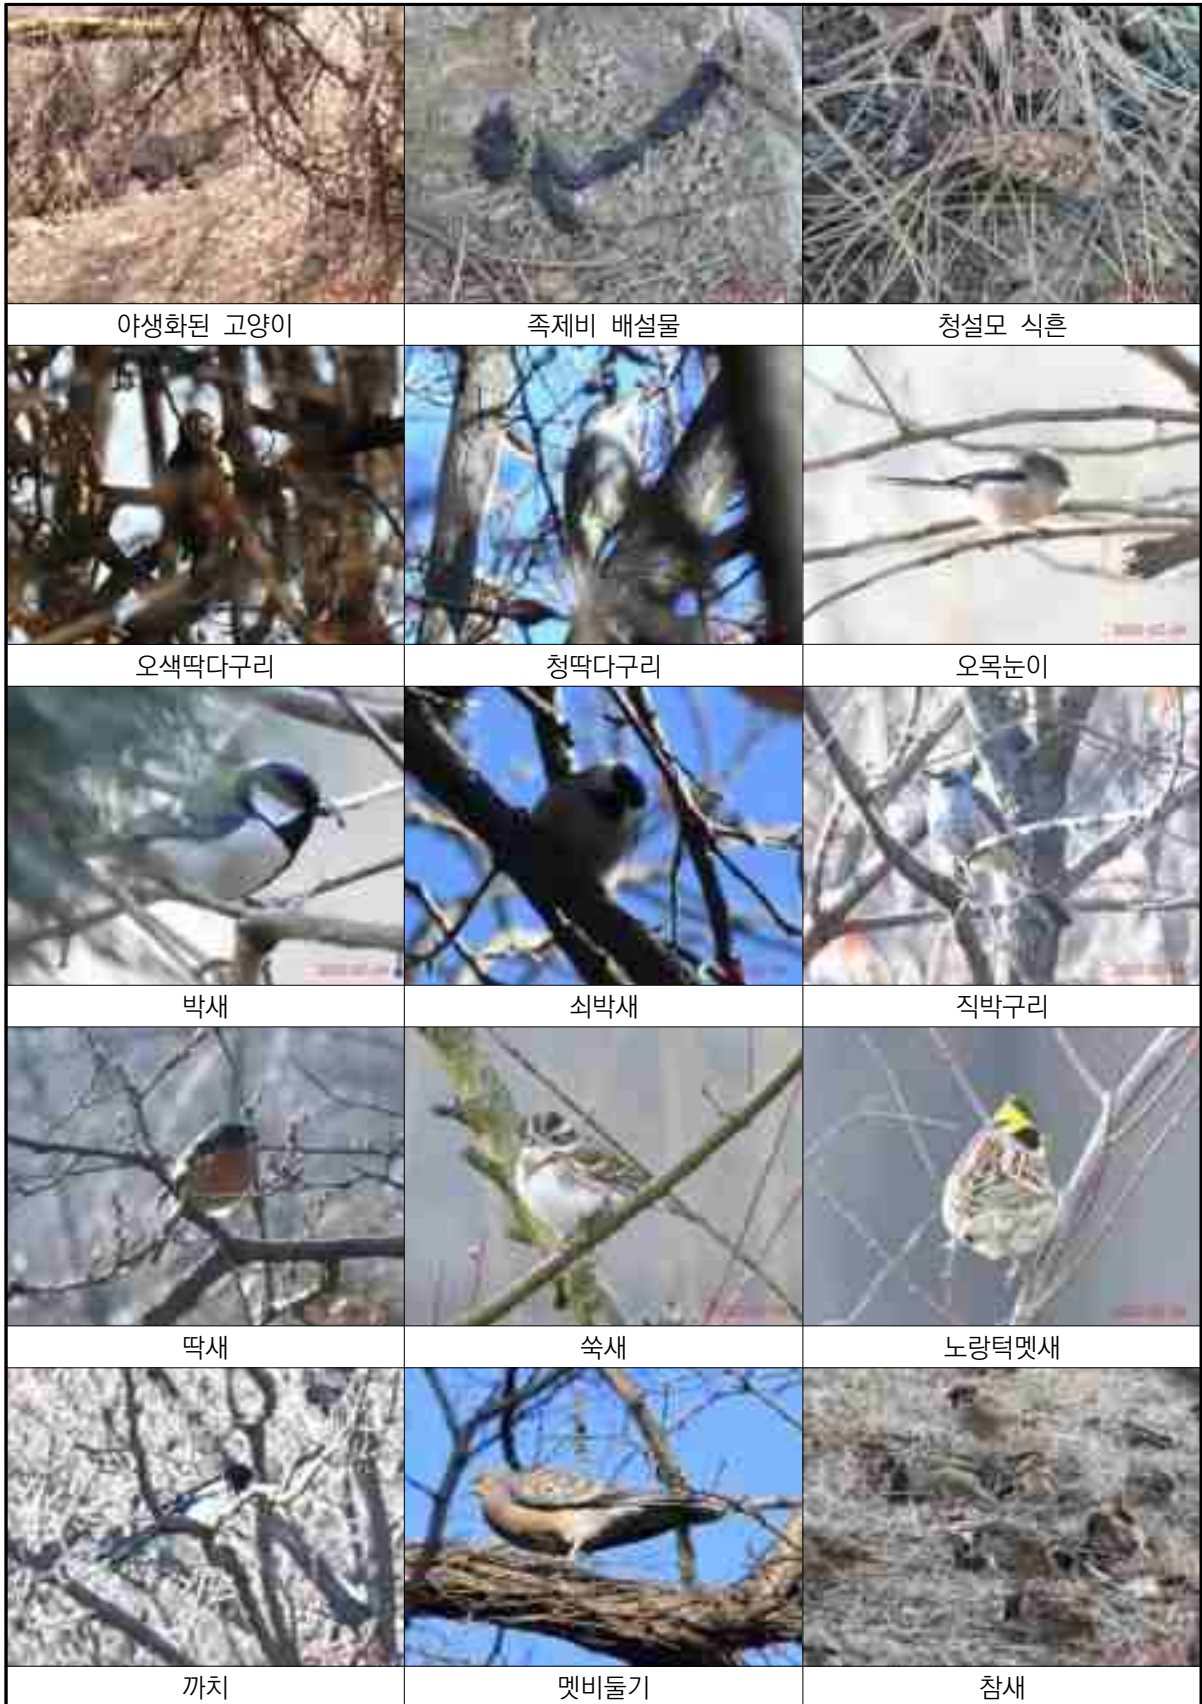 야생화된 고양이
족제비 배설물
청설모 식흔
오색딱다구리
청딱다구리
오목눈이
박새
쇠박새
직박구리
딱새
쑥새
노랑턱멧새
까치
멧비둘기
참새